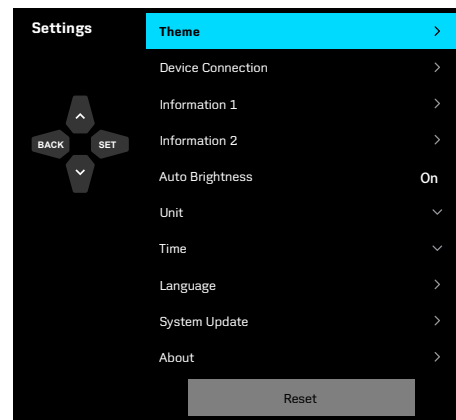 Settings
Theme
Device Connection
Information 1
Information 2
BACK
SET
Auto Brightness On
Unit
Time
Language
System Update
About
Reset